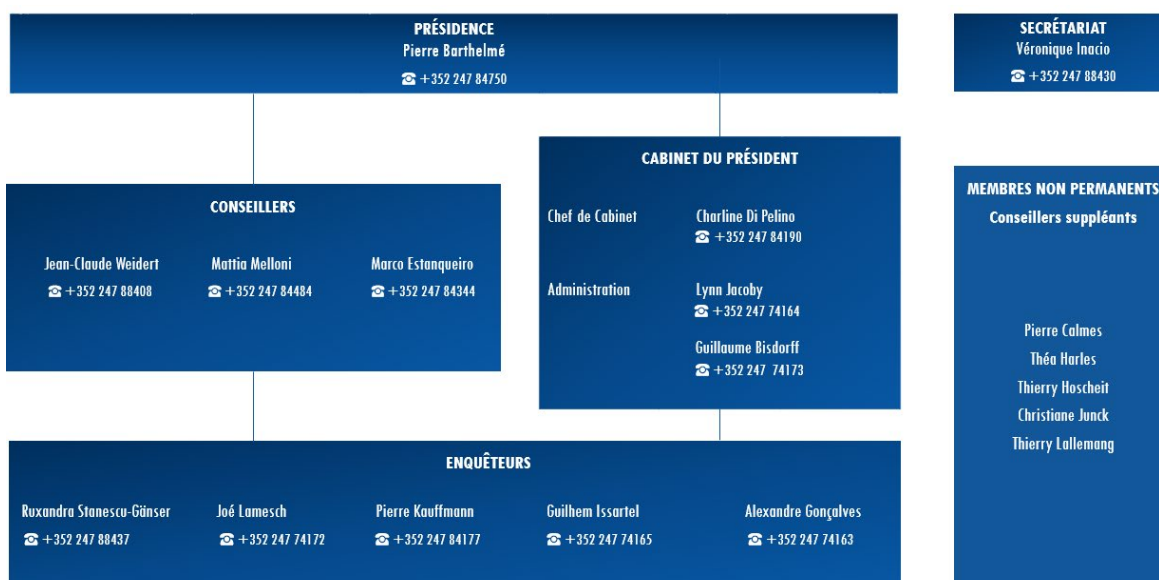 PRÉSIDENCE
Pierre Barthelmé
☎ +352 247 84750
SECRÉTARIAT
Véronique Inacio
☎ +352 247 88430
CONSEILLERS
Jean-Claude Weidert
☎ +352 247 88408
Mattia Melloni
☎ +352 247 84484
Marco Estanqueiro
☎ +352 247 84344
CABINET DU PRÉSIDENT
Chef de Cabinet
Charline Di Pelino
☎ +352 247 84190
Administration
Lynn Jacoby
☎ +352 247 74164
Guillaume Bisdorff
☎ +352 247 74173
MEMBRES NON PERMANENTS
Conseillers suppléants
Pierre Calmes
Théa Harles
Thierry Hoscheit
Christiane Junck
Thierry Lallemang
ENQUÊTEURS
Ruxandra Stanescu-Gänser
☎ +352 247 88437
Joé Lamesch
☎ +352 247 74172
Pierre Kauffmann
☎ +352 247 84177
Guilhem Issartel
☎ +352 247 74165
Alexandre Gonçalves
☎ +352 247 74163